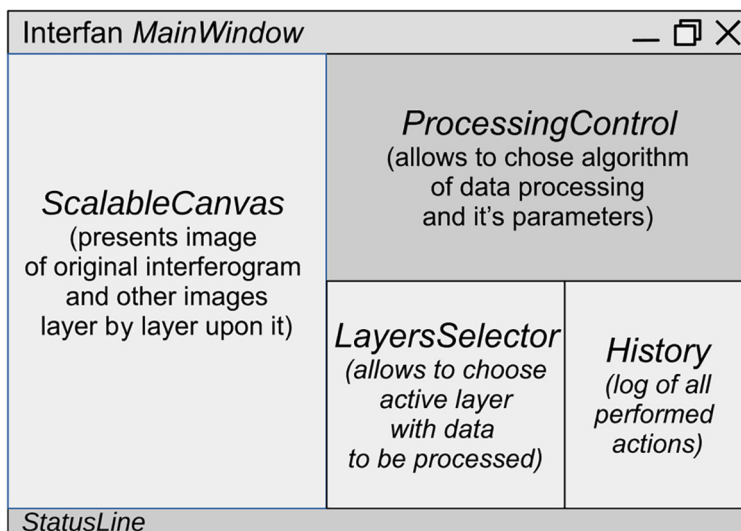 Interfan MainWindow
ScalableCanvas
(presents image
of original interferogram
and other images
layer by layer upon it)
ProcessingControl
(allows to chose algorithm
of data processing
and it's parameters)
LayersSelector
(allows to choose
active layer
with data
to be processed)
History
(log of all
performed
actions)
StatusLine